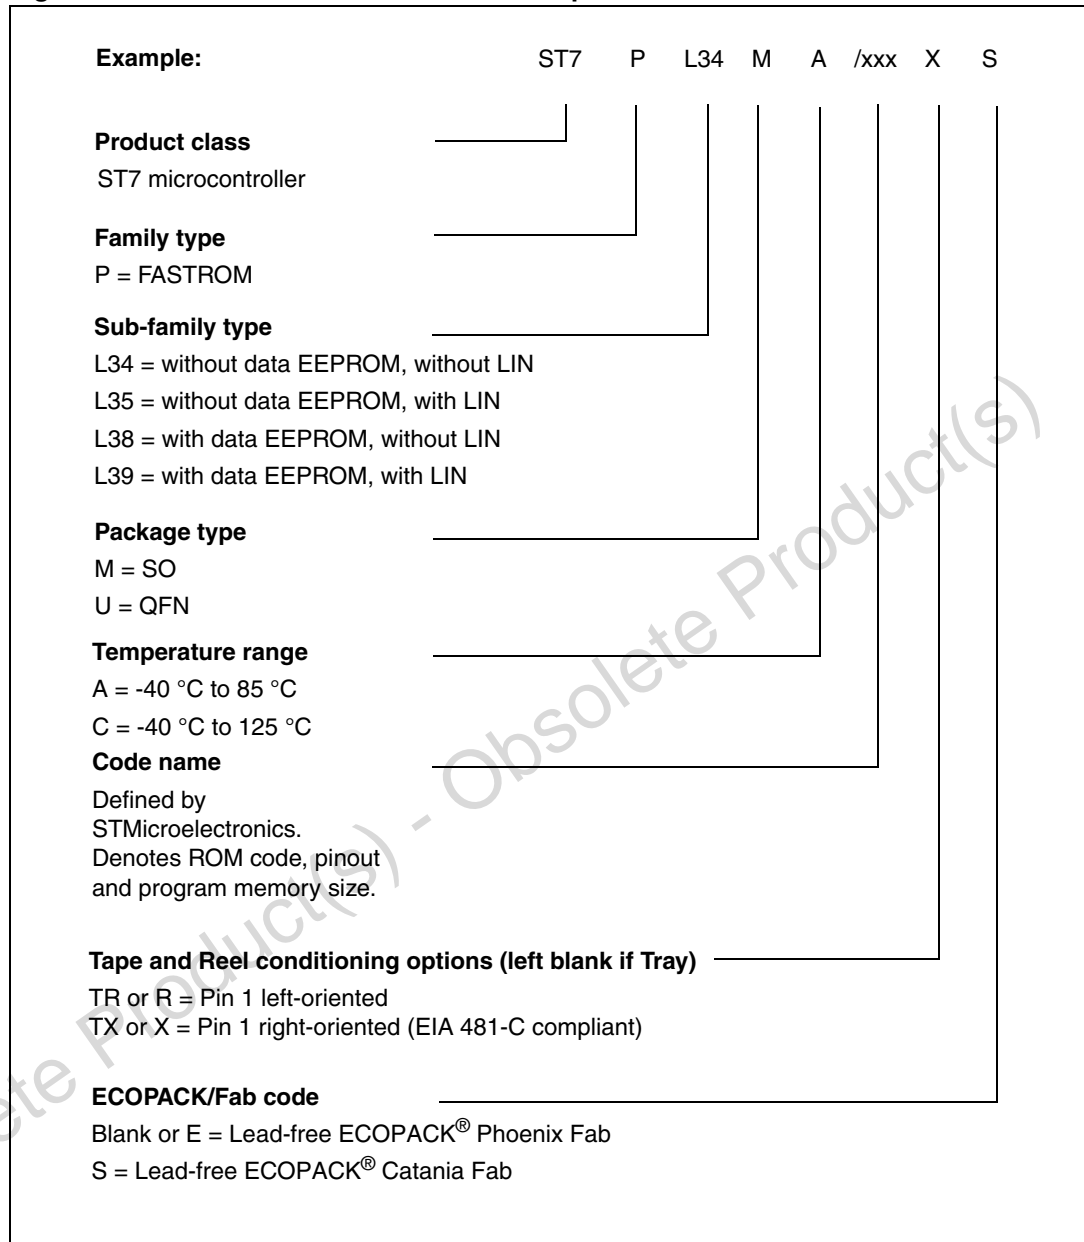 Example: ST7 P L34 M A /xxx X S
Product class
ST7 microcontroller
Family type
P = FASTROM
Sub-family type
L34 = without data EEPROM, without LIN
L35 = without data EEPROM, with LIN
L38 = with data EEPROM, without LIN
L39 = with data EEPROM, with LIN
Package type
M = SO
U = QFN
Temperature range
A = -40 °C to 85 °C
C = -40 °C to 125 °C
Code name
Defined by
STMicroelectronics.
Denotes ROM code, pinout
and program memory size.
Tape and Reel conditioning options (left blank if Tray)
TR or R = Pin 1 left-oriented
TX or X = Pin 1 right-oriented (EIA 481-C compliant)
ECOPACK/Fab code
Blank or E = Lead-free ECOPACK® Phoenix Fab
S = Lead-free ECOPACK® Catania Fab
ete Product(s) - Obsolete Product(s)